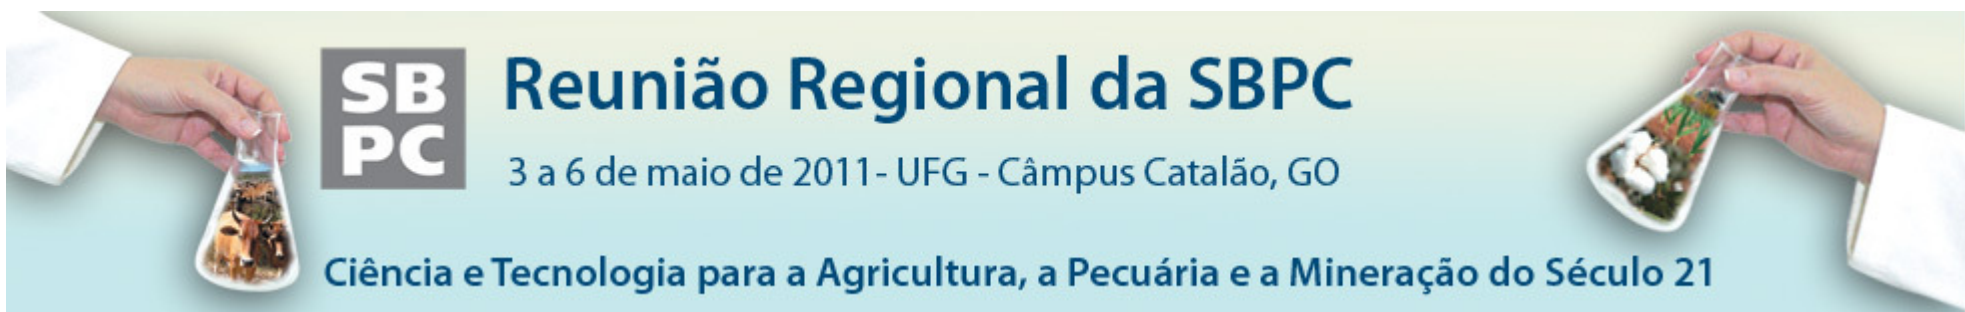 SB
PC
Reunião Regional da SBPC
3 a 6 de maio de 2011- UFG - Câmpus Catalão, GO
Ciência e Tecnologia para a Agricultura, a Pecuária e a Mineração do Século 21